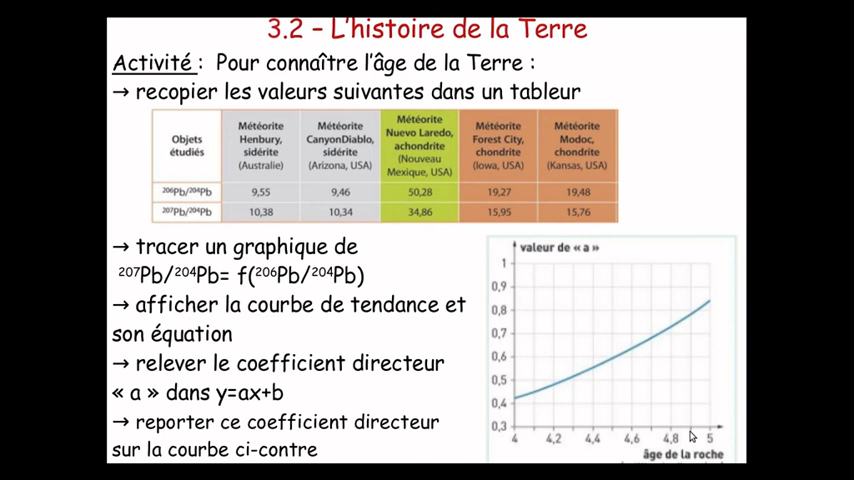 3.2 – L'histoire de la Terre
Activité : Pour connaître l'âge de la Terre :
→ recopier les valeurs suivantes dans un tableur
Objets étudiés
Météorite Henbury, sidérite (Australie)
Météorite CanyonDiablo, sidérite (Arizona, USA)
Météorite Nuevo Laredo, achondrite (Nouveau Mexique, USA)
Météorite Forest City, chondrite (Iowa, USA)
Météorite Modoc, chondrite (Kansas, USA)
²⁰⁶Pb/²⁰⁴Pb 9,55 9,46 50,28 19,27 19,48
²⁰⁷Pb/²⁰⁴Pb 10,38 10,34 34,86 15,95 15,76
→ tracer un graphique de
²⁰⁷Pb/²⁰⁴Pb= f(²⁰⁶Pb/²⁰⁴Pb)
→ afficher la courbe de tendance et
son équation
→ relever le coefficient directeur
« a » dans y=ax+b
→ reporter ce coefficient directeur
sur la courbe ci-contre
valeur de « a »
1
0,9
0,8
0,7
0,6
0,5
0,4
0,3
4 4,2 4,4 4,6 4,8 5
âge de la roche